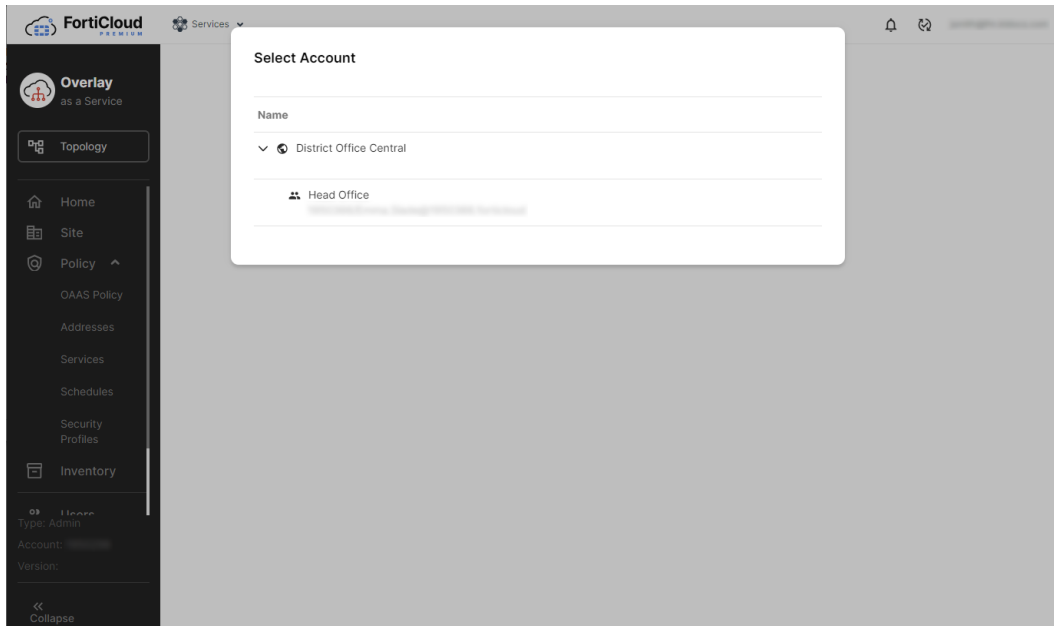 FortiCloud
PREMIUM
Services
Select Account
Name
District Office Central
Head Office
Overlay
as a Service
Topology
Home
Site
Policy
OAAS Policy
Addresses
Services
Schedules
Security
Profiles
Inventory
Users
Type: Admin
Account:
Version:
Collapse